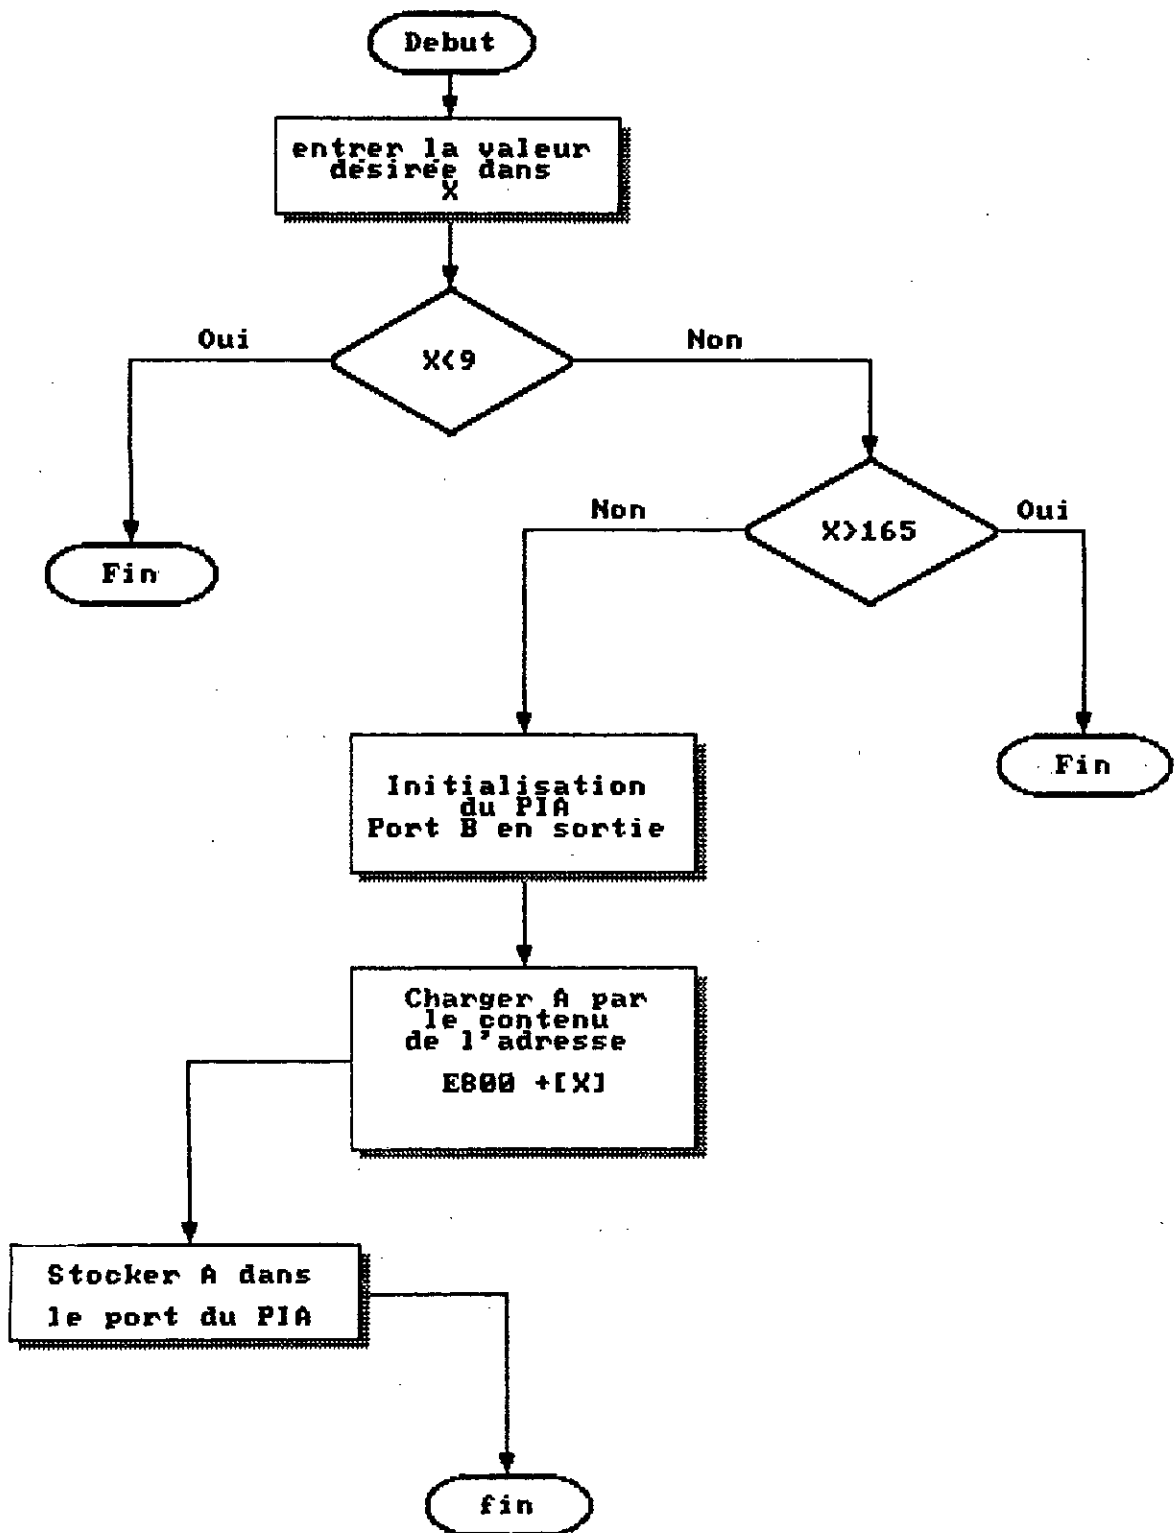 Debut
entrer la valeur
désirée dans
X
Oui
X<9
Non
Non
X>165
Oui
Fin
Fin
Initialisation
du PIA
Port B en sortie
Charger A par
le contenu
de l'adresse
E800 +[X]
Stocker A dans
le port du PIA
fin